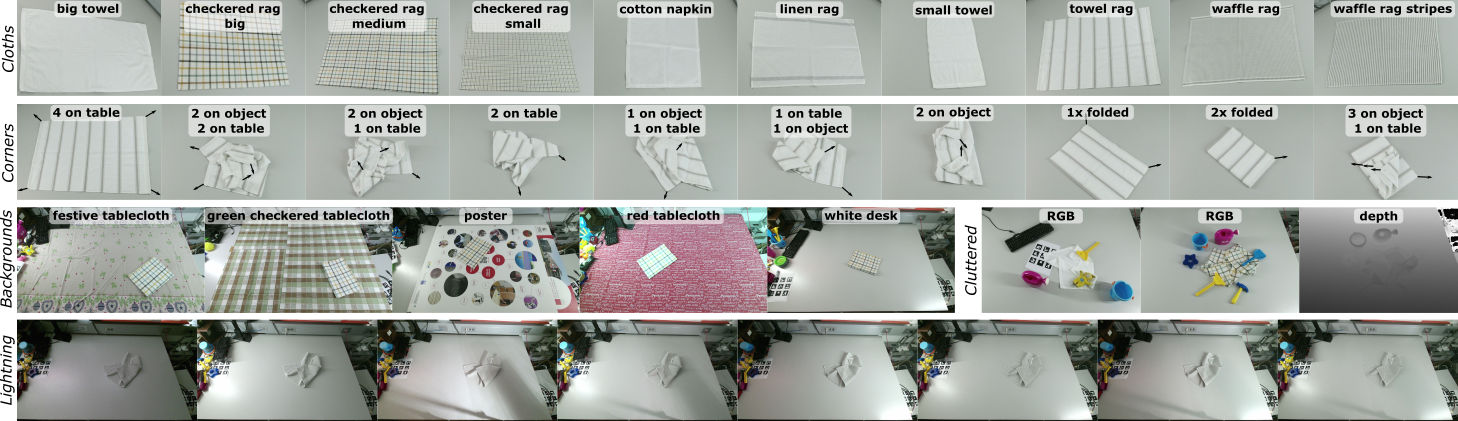 Cloths
big towel
checkered rag
big
checkered rag
medium
checkered rag
small
cotton napkin
linen rag
small towel
towel rag
waffle rag
waffle rag stripes
Corners
4 on table
2 on object
2 on table
2 on object
1 on table
2 on table
1 on object
1 on table
1 on table
1 on object
2 on object
1x folded
2x folded
3 on object
1 on table
Backgrounds
festive tablecloth
green checkered tablecloth
poster
red tablecloth
white desk
Cluttered
RGB
RGB
depth
Lightning